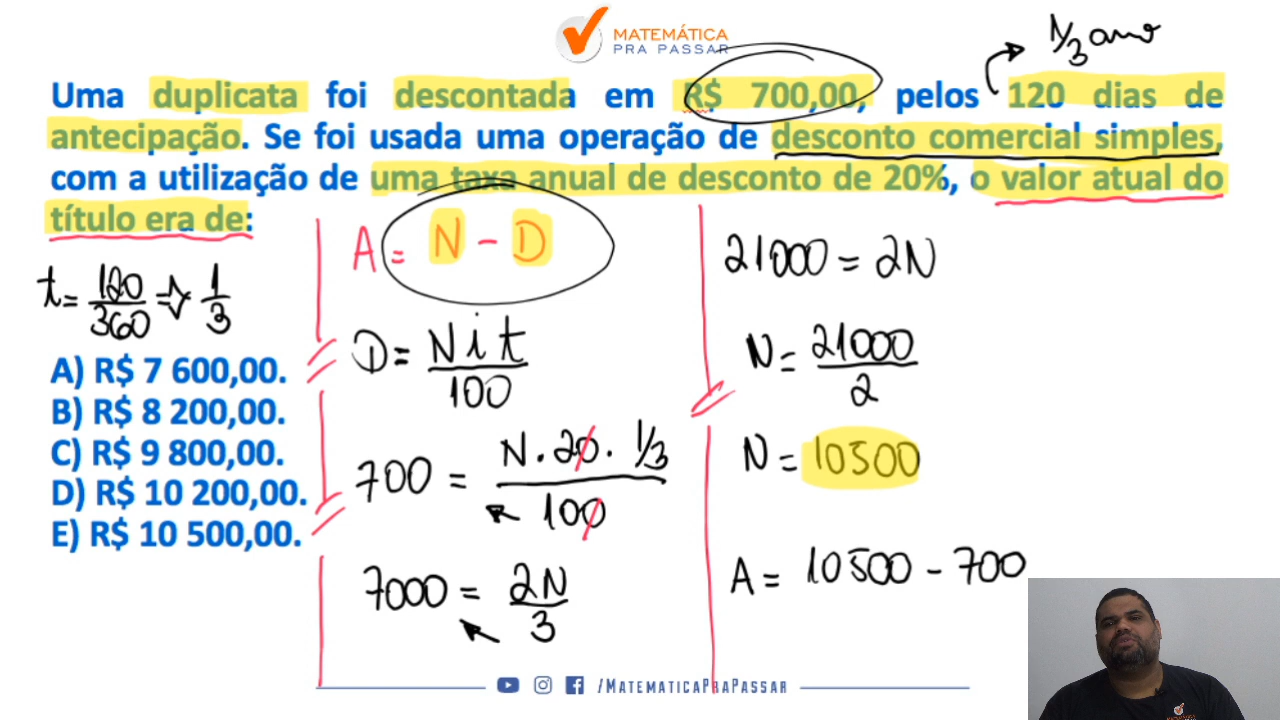 MATEMÁTICA
PRA PASSAR
1/3 ano
Uma duplicata foi descontada em R$ 700,00, pelos 120 dias de
antecipação. Se foi usada uma operação de desconto comercial simples,
com a utilização de uma taxa anual de desconto de 20%, o valor atual do
título era de:
t = 120/360 => 1/3
A) R$ 7 600,00.
B) R$ 8 200,00.
C) R$ 9 800,00.
D) R$ 10 200,00.
E) R$ 10 500,00.
A = N - D
D = Nit/100
700 = N . 20 . 1/3 / 100
7000 = 2N/3
21000 = 2N
N = 21000/2
N = 10500
A = 10500 - 700
/MatematicaPraPassar